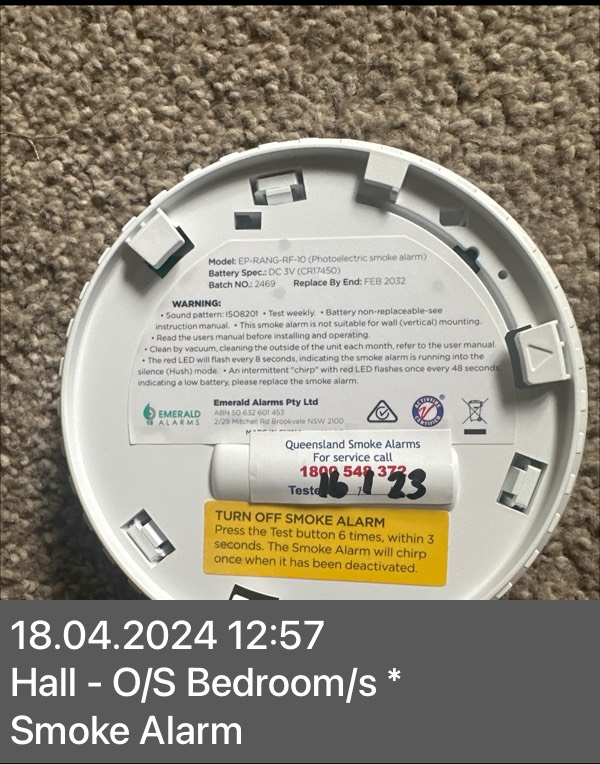 Model: EP-RANG-RF-10 (Photoelectric smoke alarm)
Battery Spec.: DC 3V (CR17450)
Batch NO.: 2469 Replace By End: FEB 2032
WARNING:
• Sound pattern: ISO8201 • Test weekly. • Battery non-replaceable-see
instruction manual. • This smoke alarm is not suitable for wall (vertical) mounting.
• Read the users manual before installing and operating.
• Clean by vacuum, cleaning the outside of the unit each month, refer to the user manual.
• The red LED will flash every 8 seconds, indicating the smoke alarm is running into the
silence (Hush) mode. • An intermittent "chirp" with red LED flashes once every 48 seconds,
indicating a low battery, please replace the smoke alarm.
EMERALD
ALARMS
Emerald Alarms Pty Ltd
ABN 50 632 601 453
2/29 Mitchell Rd Brookvale NSW 2100
ACTIVFIRE
CERTIFIED
Queensland Smoke Alarms
For service call
1800 548 372
16 1 23
TURN OFF SMOKE ALARM
Press the Test button 6 times, within 3
seconds. The Smoke Alarm will chirp
once when it has been deactivated.
18.04.2024 12:57
Hall - O/S Bedroom/s *
Smoke Alarm